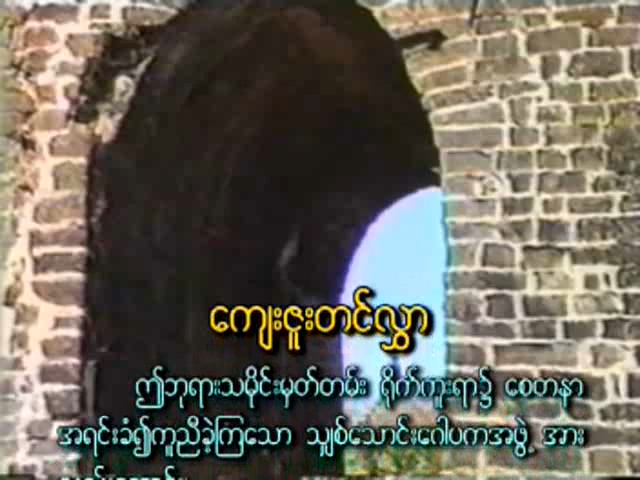 ကျေးဇူးတင်လွှာ
ဤဘုရားသမိုင်းမှတ်တမ်း ရိုက်ကူးရာ၌ စေတနာ
အရင်းခံ၍ကူညီခဲ့ကြသော သျှစ်သောင်းဂေါပကအဖွဲ့ အား